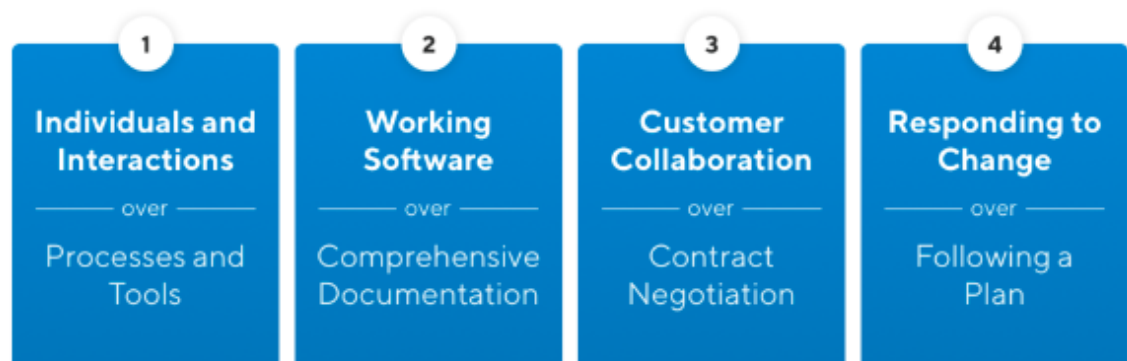 1
Individuals and
Interactions
over
Processes and
Tools
2
Working
Software
over
Comprehensive
Documentation
3
Customer
Collaboration
over
Contract
Negotiation
4
Responding to
Change
over
Following a
Plan